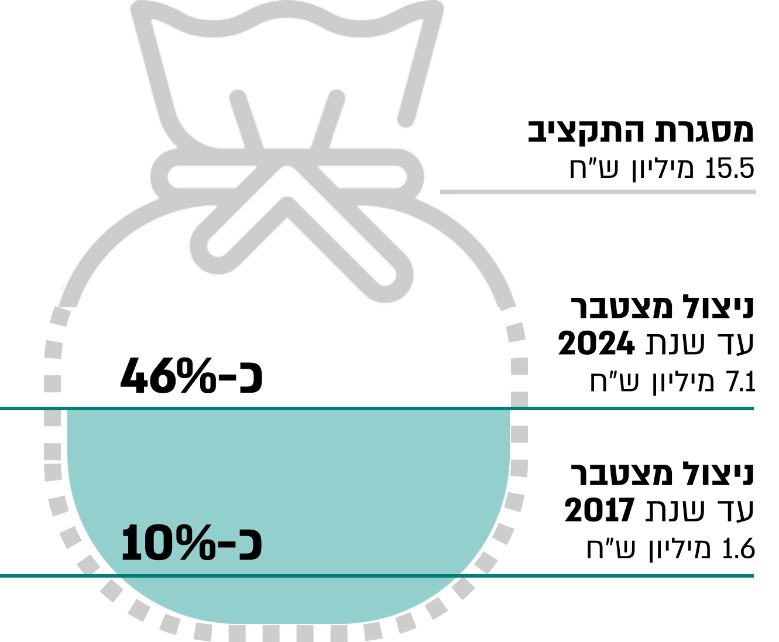 מסגרת התקציב
15.5 מיליון ש"ח
ניצול מצטבר
עד שנת 2024
7.1 מיליון ש"ח
כ-46%
ניצול מצטבר
עד שנת 2017
1.6 מיליון ש"ח
כ-10%